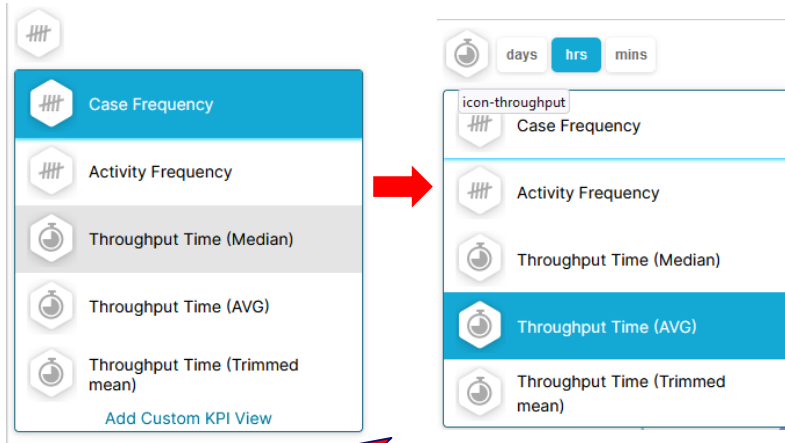 Case Frequency
Activity Frequency
Throughput Time (Median)
Throughput Time (AVG)
Throughput Time (Trimmed
mean)
Add Custom KPI View
days hrs mins
icon-throughput
Case Frequency
Activity Frequency
Throughput Time (Median)
Throughput Time (AVG)
Throughput Time (Trimmed
mean)